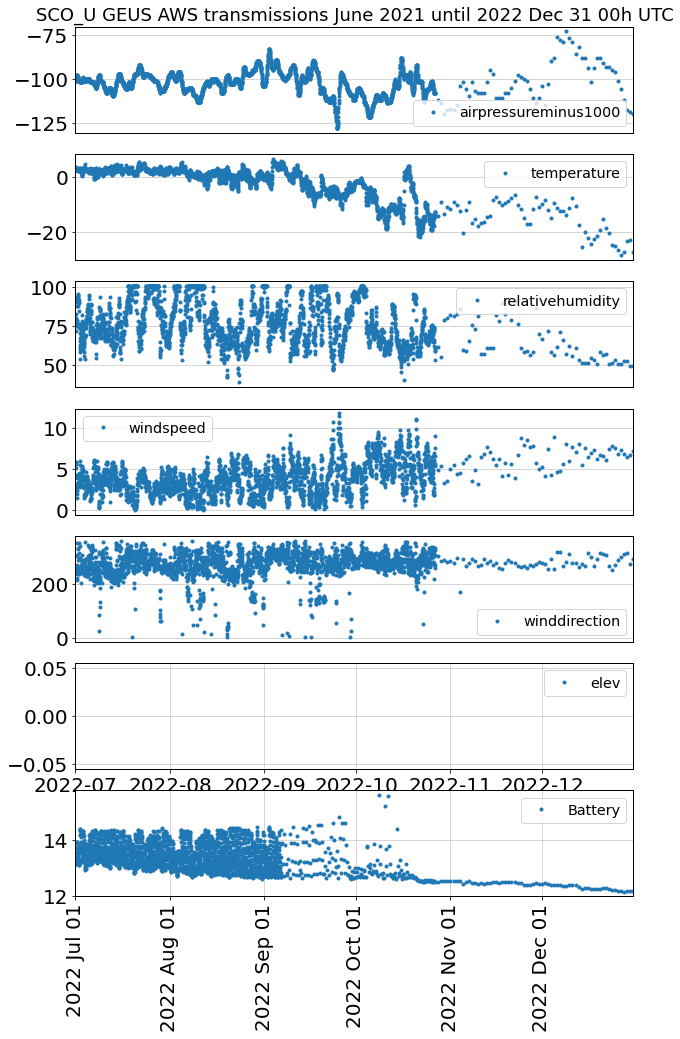 SCO_U GEUS AWS transmissions June 2021 until 2022 Dec 31 00h UTC
−75
−100
−125
airpressureminus1000
0
−20
temperature
100
75
50
relativehumidity
10
5
0
windspeed
200
0
winddirection
0.05
0.00
−0.05
elev
2022-07 2022-08 2022-09 2022-10 2022-11 2022-12
14
12
Battery
2022 Jul 01
2022 Aug 01
2022 Sep 01
2022 Oct 01
2022 Nov 01
2022 Dec 01